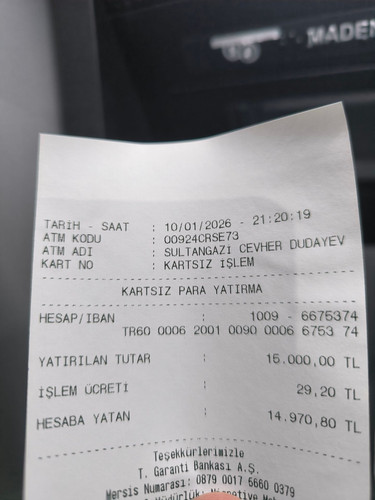 MADEN
TARİH - SAAT : 10/01/2026 - 21:20:19
ATM KODU : 00924CRSE73
ATM ADI : SULTANGAZİ CEVHER DUDAYEV
KART NO : KARTSIZ İŞLEM
KARTSIZ PARA YATIRMA
HESAP/IBAN : 1009 - 6675374
TR60 0006 2001 0090 0006 6753 74
YATIRILAN TUTAR : 15.000,00 TL
İŞLEM ÜCRETİ : 29,20 TL
HESABA YATAN : 14.970,80 TL
Teşekkürlerimizle
T. Garanti Bankası A.Ş.
Mersis Numarası: 0879 0017 5660 0379